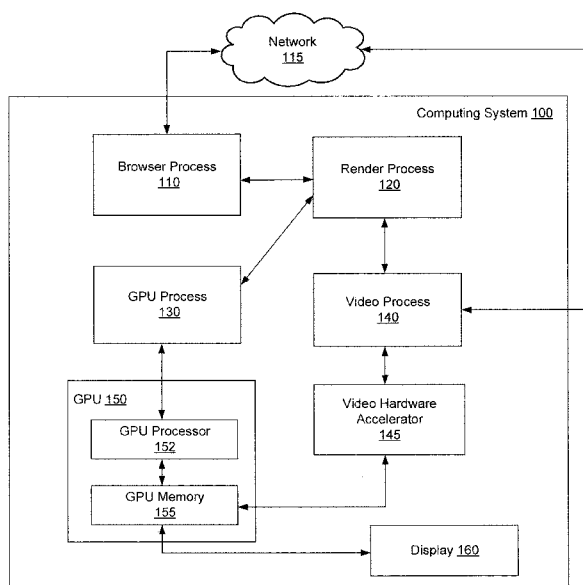 Network
115
Computing System 100
Browser Process
110
Render Process
120
GPU Process
130
Video Process
140
GPU 150
GPU Processor
152
Video Hardware
Accelerator
145
GPU Memory
155
Display 160